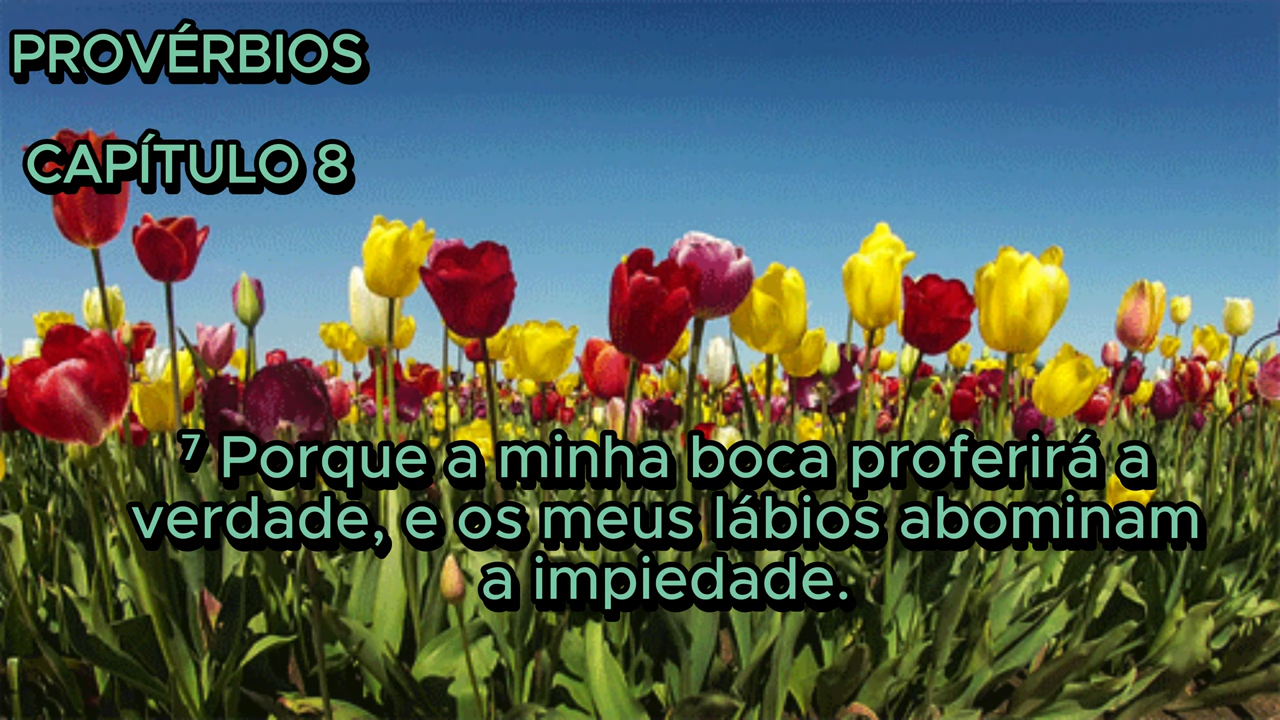 PROVÉRBIOS
CAPÍTULO 8
⁷ Porque a minha boca proferirá a
verdade, e os meus lábios abominam
a impiedade.